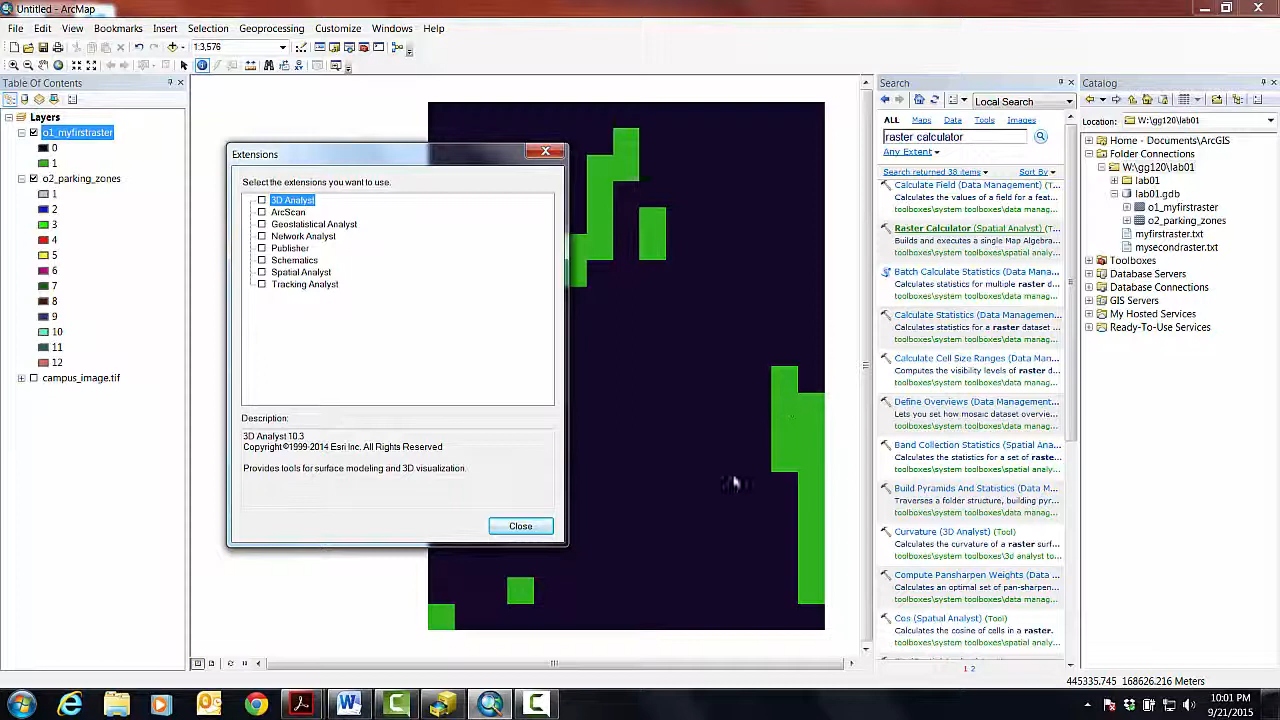 Untitled - ArcMap
File Edit View Bookmarks Insert Selection Geoprocessing Customize Windows Help
1:3,576
Table Of Contents
Layers
o1_myfirstraster
0
1
o2_parking_zones
1
2
3
4
5
6
7
8
9
10
11
12
campus_image.tif
Extensions
Select the extensions you want to use.
3D Analyst
ArcScan
Geostatistical Analyst
Network Analyst
Publisher
Schematics
Spatial Analyst
Tracking Analyst
Description:
3D Analyst 10.3
Copyright ©1999-2014 Esri Inc. All Rights Reserved
Provides tools for surface modeling and 3D visualization.
Close
Search
Local Search
ALL Maps Data Tools Images
raster calculator
Any Extent
Search returned 38 items Sort By
Calculate Field (Data Management) (T...
Calculates the values of a field for a feat...
toolboxes\system toolboxes\data manag...
Raster Calculator (Spatial Analyst) (T...
Builds and executes a single Map Algebra...
toolboxes\system toolboxes\spatial analy...
Batch Calculate Statistics (Data Mana...
Calculates statistics for multiple raster d...
toolboxes\system toolboxes\data manag...
Calculate Statistics (Data Managemen...
Calculates statistics for a raster dataset ...
toolboxes\system toolboxes\data manag...
Calculate Cell Size Ranges (Data Man...
Computes the visibility levels of raster d...
toolboxes\system toolboxes\data manag...
Define Overviews (Data Management...
Lets you set how mosaic dataset overvie...
toolboxes\system toolboxes\data manag...
Band Collection Statistics (Spatial Ana...
Calculates the statistics for a set of raste...
toolboxes\system toolboxes\spatial analy...
Build Pyramids And Statistics (Data M...
Traverses a folder structure, building pyr...
toolboxes\system toolboxes\data manag...
Curvature (3D Analyst) (Tool)
Calculates the curvature of a raster surf...
toolboxes\system toolboxes\3d analyst to...
Compute Pansharpen Weights (Data ...
Calculates an optimal set of pan-sharpen...
toolboxes\system toolboxes\data manag...
Cos (Spatial Analyst) (Tool)
Calculates the cosine of cells in a raster.
toolboxes\system toolboxes\spatial analy...
1 2
Catalog
Location: W:\gg120\lab01
Home - Documents\ArcGIS
Folder Connections
W:\gg120\lab01
lab01
lab01.gdb
o1_myfirstraster
o2_parking_zones
myfirstraster.txt
mysecondraster.txt
Toolboxes
Database Servers
Database Connections
GIS Servers
My Hosted Services
Ready-To-Use Services
445335.745 168626.216 Meters
10:01 PM
9/21/2015